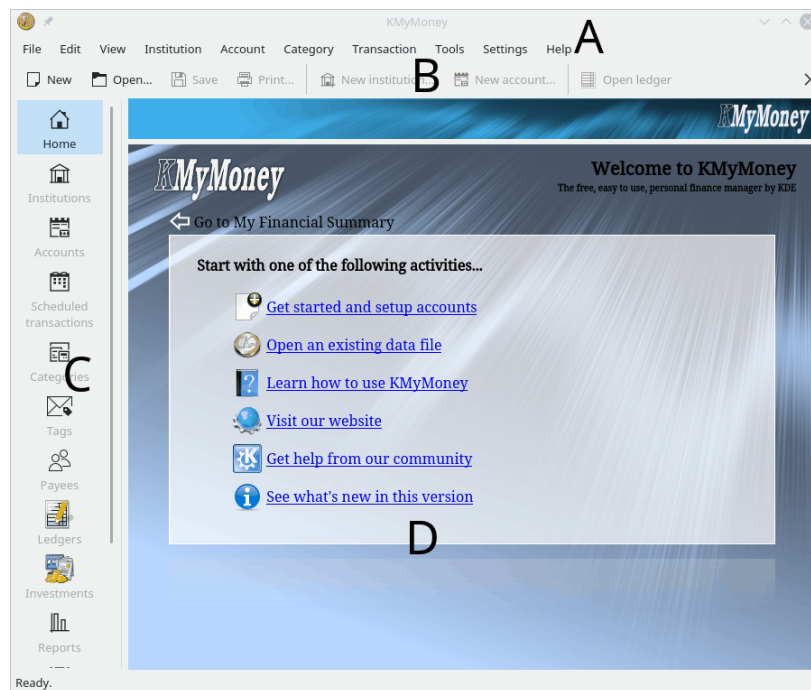 KMyMoney
File Edit View Institution Account Category Transaction Tools Settings Help A
New Open... Save Print... New institution... B New account... Open ledger
Home
Institutions
Accounts
Scheduled
transactions
Categories
C
Tags
Payees
Ledgers
Investments
Reports
KMyMoney
KMyMoney
Welcome to KMyMoney
The free, easy to use, personal finance manager by KDE
Go to My Financial Summary
Start with one of the following activities...
Get started and setup accounts
Open an existing data file
Learn how to use KMyMoney
Visit our website
Get help from our community
See what's new in this version
D
Ready.